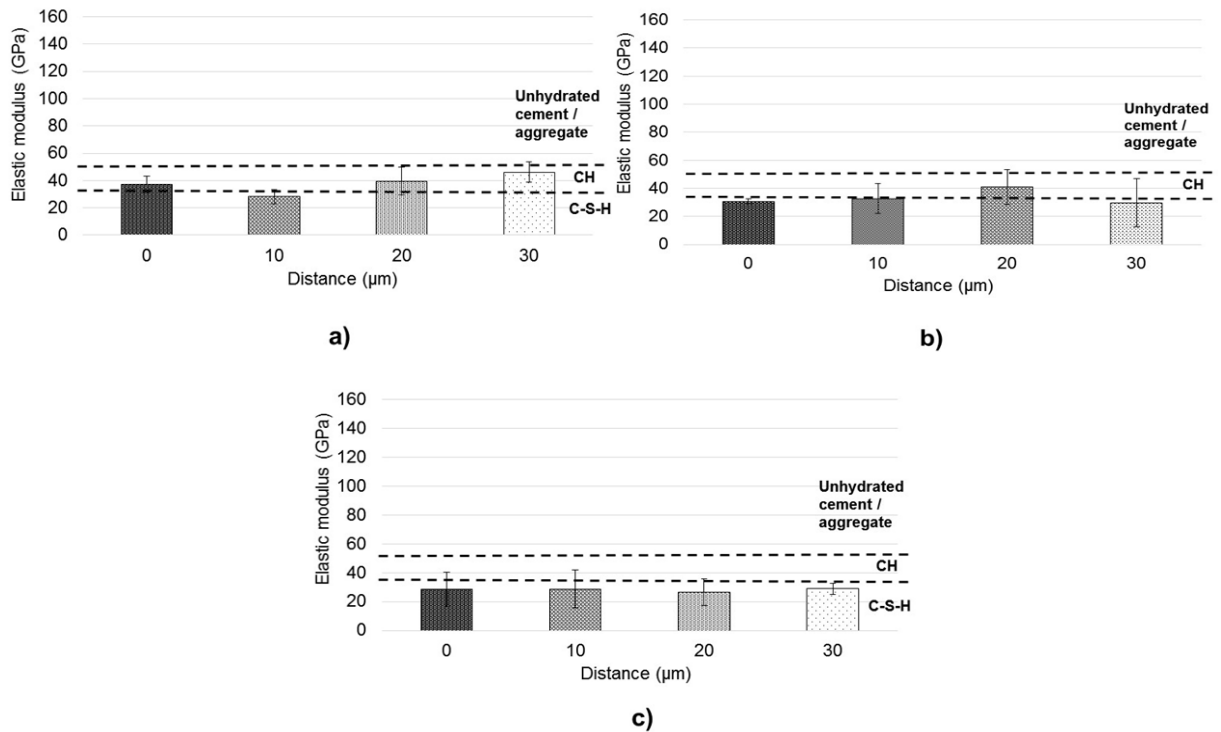 Elastic modulus (GPa)
160
140
120
100
80
60
40
20
0
Unhydrated
cement /
aggregate
CH
C-S-H
0 10 20 30
Distance (μm)
a)
Elastic modulus (GPa)
160
140
120
100
80
60
40
20
0
Unhydrated
cement /
aggregate
CH
0 10 20 30
Distance (μm)
b)
Elastic modulus (GPa)
160
140
120
100
80
60
40
20
0
Unhydrated
cement /
aggregate
CH
C-S-H
0 10 20 30
Distance (μm)
c)